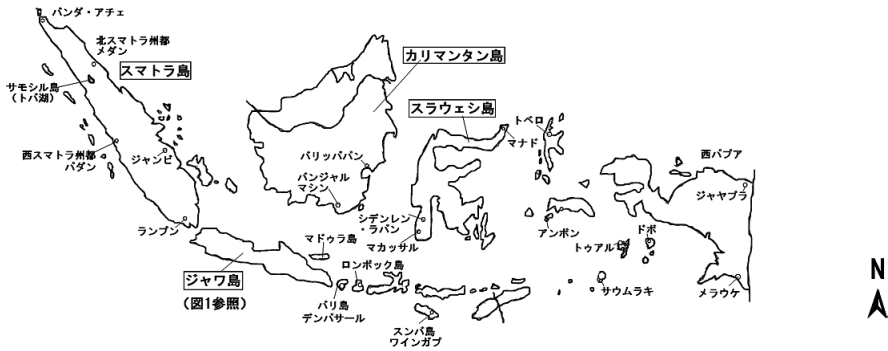 バンダ・アチェ
北スマトラ州都
メダン
スマトラ島
サモシル島
(トバ湖)
西スマトラ州都
パダン
ジャンビ
ランプン
カリマンタン島
バリッパパン
バンジャル
マシン
スラウェシ島
マナド
トベロ
シデンレン
・ラパン
マカッサル
アンボン
西パプア
ジャヤプラ
ドボ
トゥアル
メラウケ
サウムラキ
マドゥラ島
ロンボック島
ジャワ島
(図1参照)
バリ島
デンパサール
スンバ島
ワインガプ
N